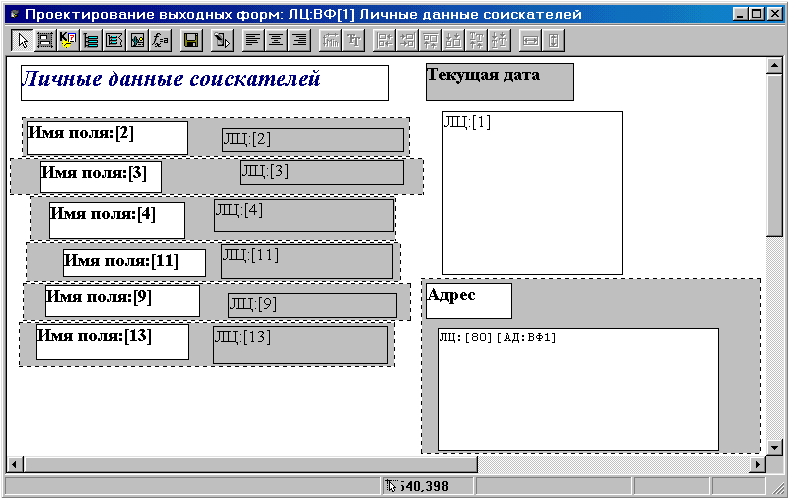 Проектирование выходных форм: ЛЦ:ВФ[1] Личные данные соискателей
Личные данные соискателей
Текущая дата
ЛЦ:[1]
Имя поля:[2] ЛЦ:[2]
Имя поля:[3] ЛЦ:[3]
Имя поля:[4] ЛЦ:[4]
Имя поля:[11] ЛЦ:[11]
Имя поля:[9] ЛЦ:[9]
Имя поля:[13] ЛЦ:[13]
Адрес
ЛЦ:[80][АД:ВФ1]
540,398